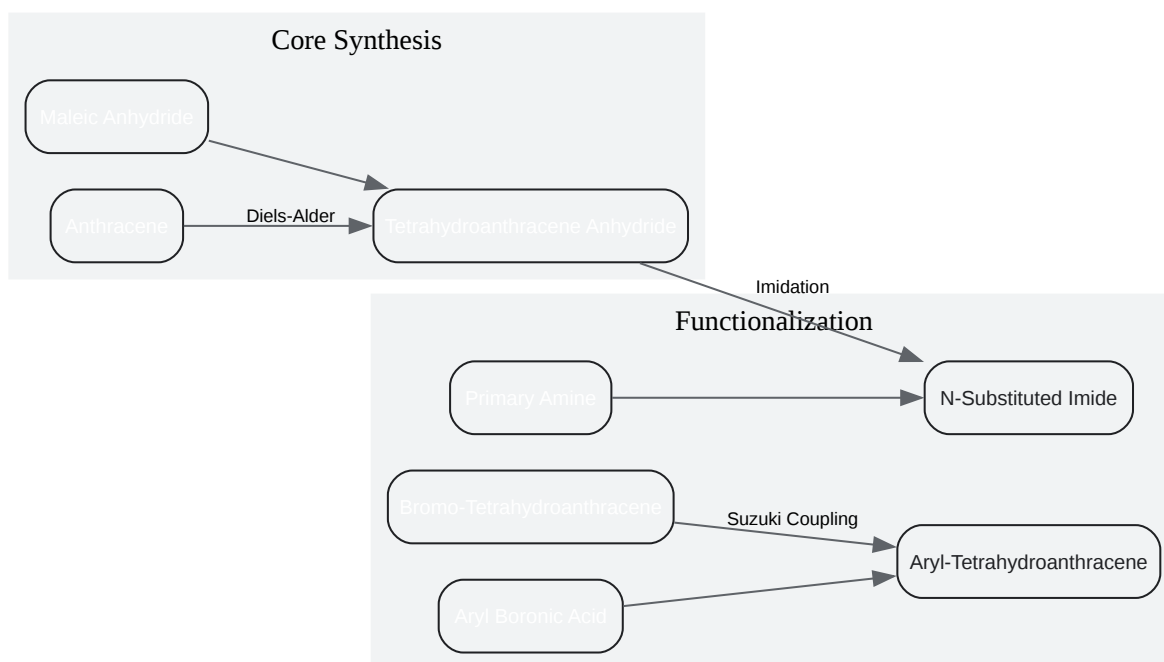 Core Synthesis
Maleic Anhydride
Anthracene
Diels-Alder
Tetrahydroanthracene Anhydride
Imidation
Functionalization
Primary Amine
N-Substituted Imide
Bromo-Tetrahydroanthracene
Suzuki Coupling
Aryl-Tetrahydroanthracene
Aryl Boronic Acid